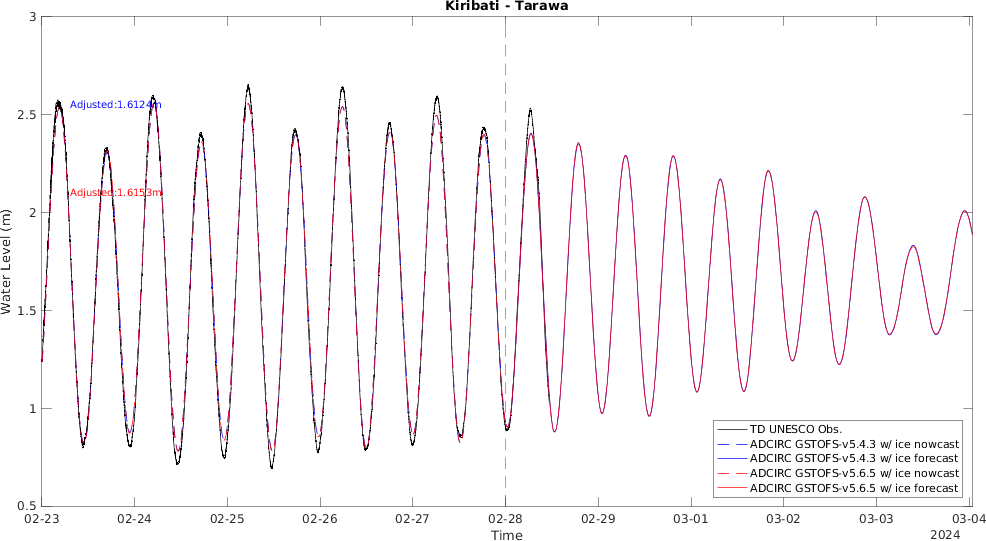 Kiribati - Tarawa
3
2.5
2
1.5
1
0.5
Water Level (m)
Adjusted:1.6124m
Adjusted:1.6153m
TD UNESCO Obs.
ADCIRC GSTOFS-v5.4.3 w/ ice nowcast
ADCIRC GSTOFS-v5.4.3 w/ ice forecast
ADCIRC GSTOFS-v5.6.5 w/ ice nowcast
ADCIRC GSTOFS-v5.6.5 w/ ice forecast
02-23 02-24 02-25 02-26 02-27 02-28 02-29 03-01 03-02 03-03 03-04
Time
2024